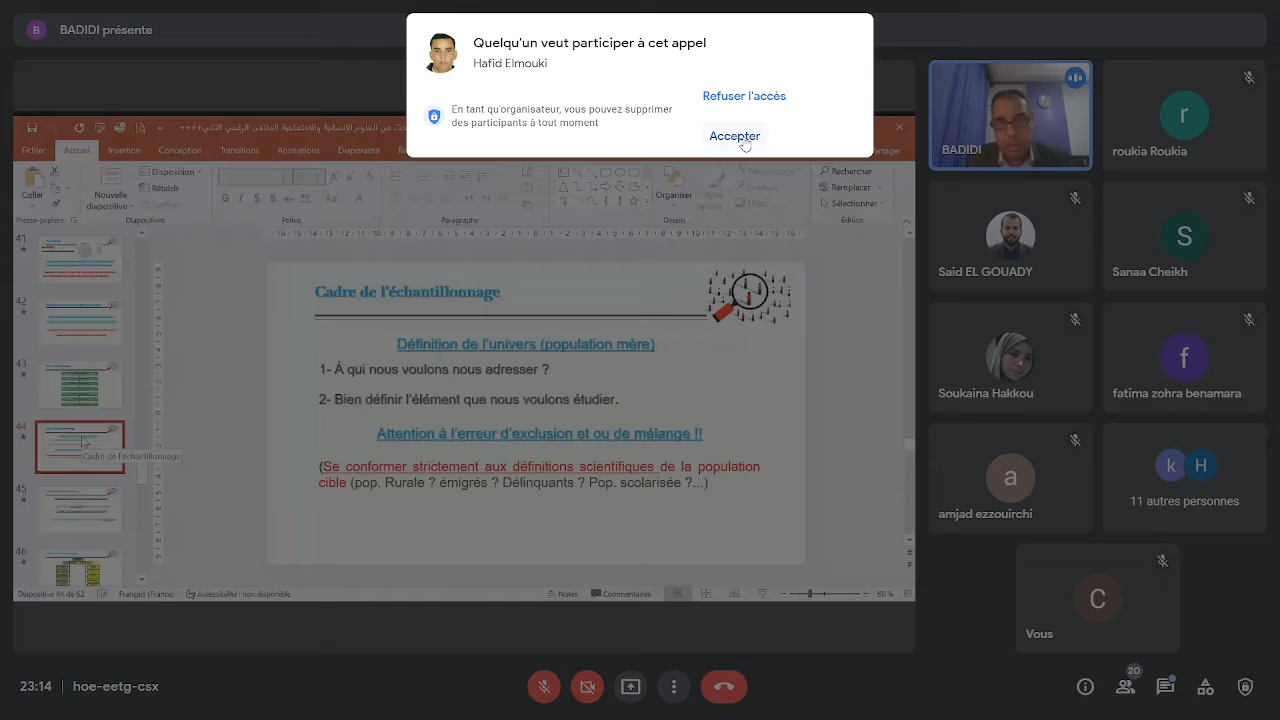 BADIDI présente
Quelqu'un veut participer à cet appel
Hafid Elmouki
En tant qu'organisateur, vous pouvez supprimer
des participants à tout moment
Refuser l'accès
Accepter
Fichier
Accueil
Insertion
Conception
Transitions
Animations
Diaporama
Coller
Nouvelle
diapositive
Disposition
Rétablir
Section
Organiser
Rechercher
Remplacer
Sélectionner
Presse-papiers
Diapositives
Police
Paragraphe
Dessin
Édition
41
42
43
44
45
46
Cadre de l'échantillonnage
Cadre de l'échantillonnage
Définition de l'univers (population mère)
1- À qui nous voulons nous adresser ?
2- Bien définir l'élément que nous voulons étudier.
Attention à l'erreur d'exclusion et ou de mélange !!
(Se conformer strictement aux définitions scientifiques de la population
cible (pop. Rurale ? émigrés ? Délinquants ? Pop. scolarisée ?...)
Diapositive 44 de 62
Français (France)
Accessibilité : non disponible
Notes
Commentaires
60 %
BADIDI
r
roukia Roukia
Said EL GOUADY
S
Sanaa Cheikh
Soukaina Hakkou
f
fatima zohra benamara
a
amjad ezzouirchi
k H
11 autres personnes
C
Vous
23:14 | hoe-eetg-csx
20